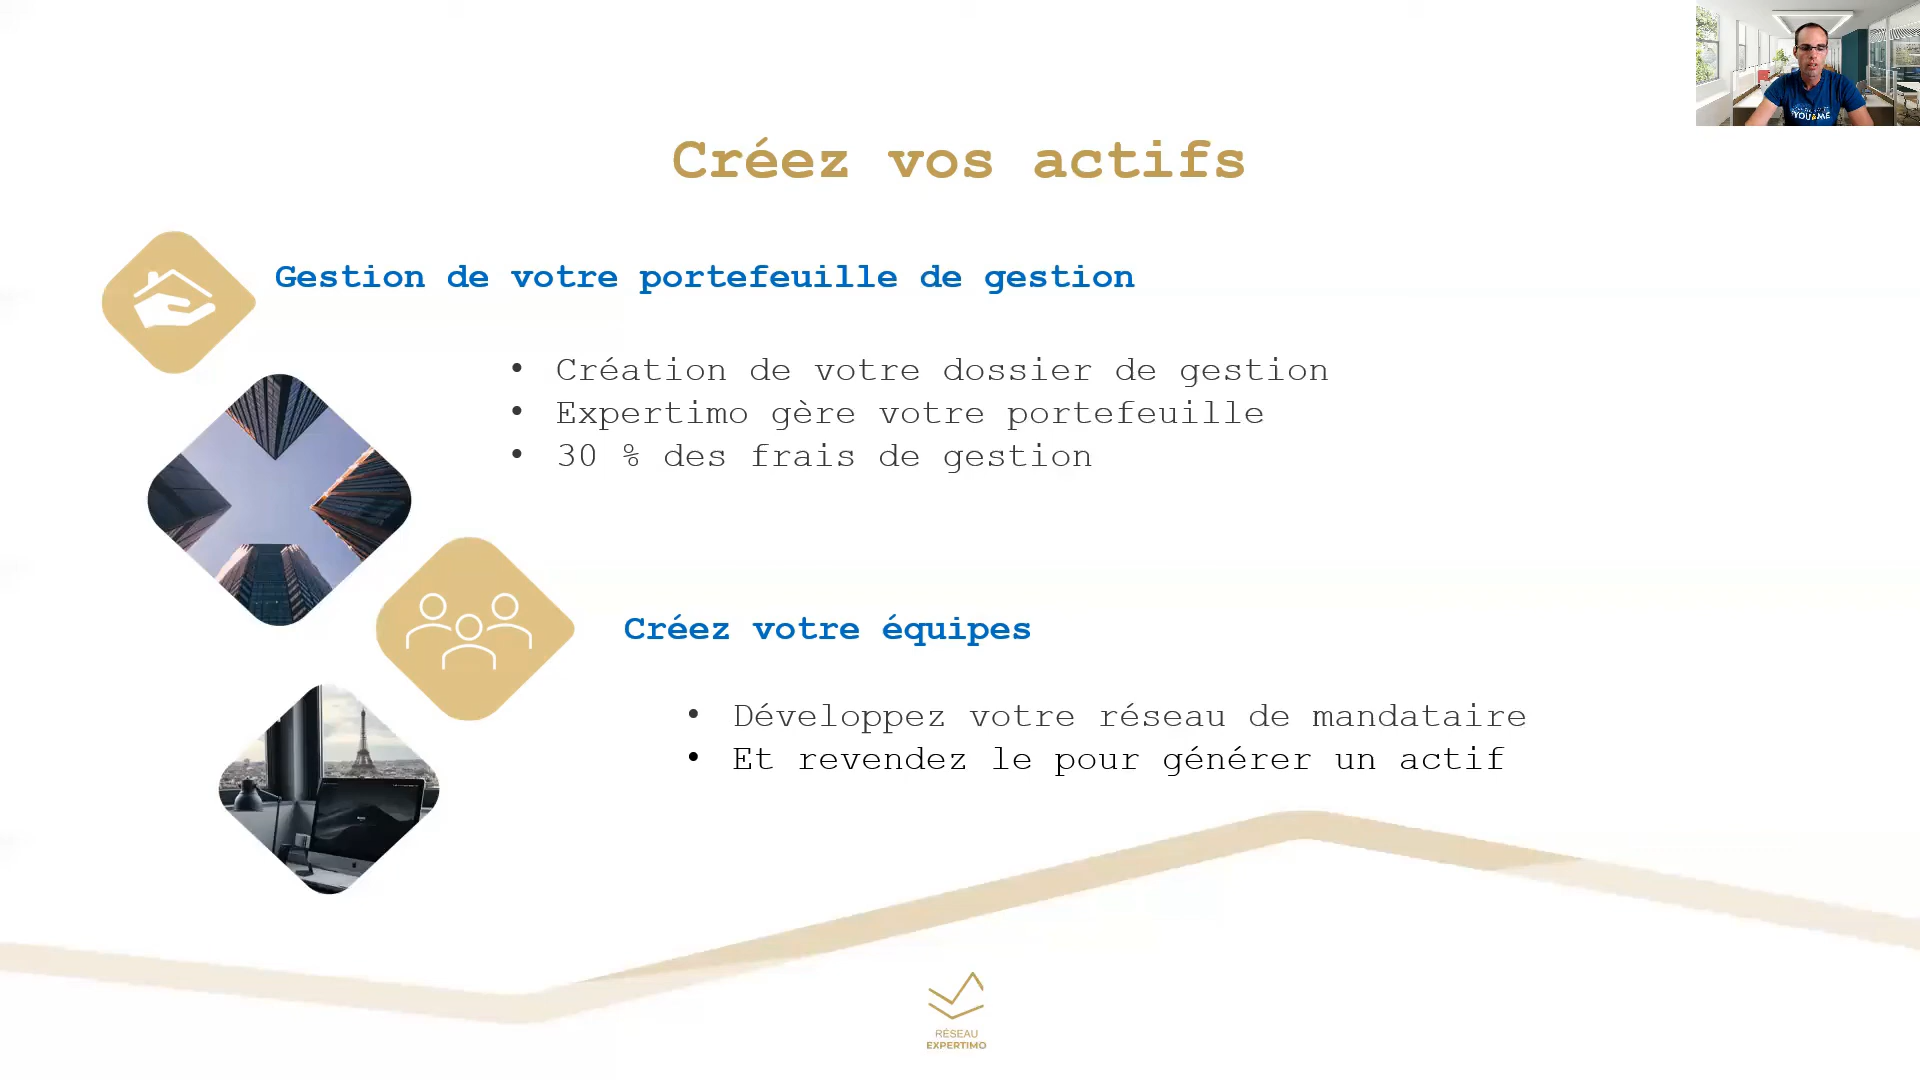 Créez vos actifs
Gestion de votre portefeuille de gestion
• Création de votre dossier de gestion
• Expertimo gère votre portefeuille
• 30 % des frais de gestion
Créez votre équipes
• Développez votre réseau de mandataire
• Et revendez le pour générer un actif
YOU&ME
RÉSEAU
EXPERTIMO